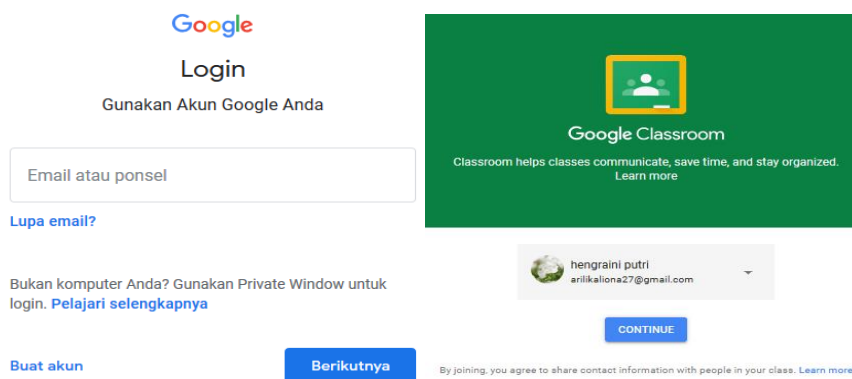 Google
Login
Gunakan Akun Google Anda
Email atau ponsel
Lupa email?
Bukan komputer Anda? Gunakan Private Window untuk
login. Pelajari selengkapnya
Buat akun
Berikutnya
Google Classroom
Classroom helps classes communicate, save time, and stay organized.
Learn more
hengraini putri
arilikaliona27@gmail.com
CONTINUE
By joining, you agree to share contact information with people in your class. Learn more